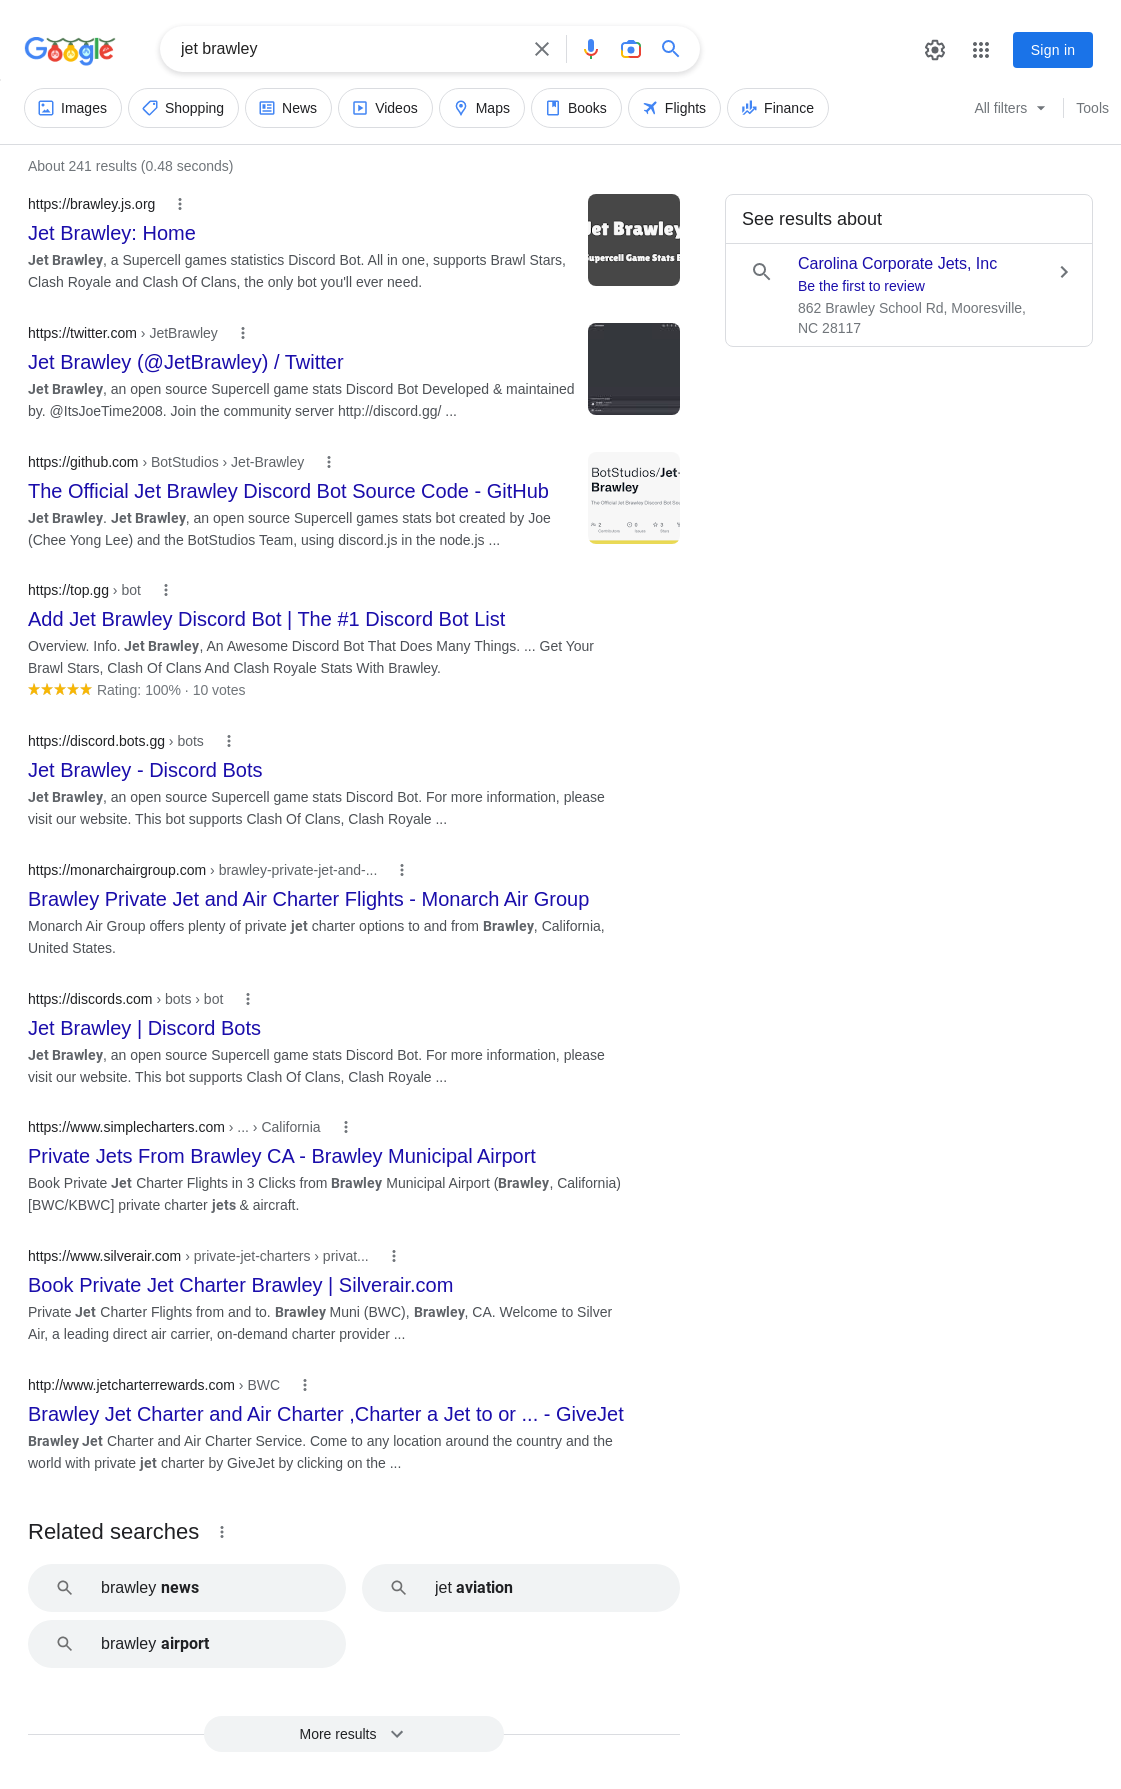 Google
jet brawley
Sign in
Images
Shopping
News
Videos
Maps
Books
Flights
Finance
All filters
Tools
About 241 results (0.48 seconds)
https://brawley.js.org
Jet Brawley: Home
Jet Brawley, a Supercell games statistics Discord Bot. All in one, supports Brawl Stars,
Clash Royale and Clash Of Clans, the only bot you'll ever need.
Jet Brawley
Supercell Game Stats
https://twitter.com › JetBrawley
Jet Brawley (@JetBrawley) / Twitter
Jet Brawley, an open source Supercell game stats Discord Bot Developed & maintained
by. @ItsJoeTime2008. Join the community server http://discord.gg/ ...
https://github.com › BotStudios › Jet-Brawley
The Official Jet Brawley Discord Bot Source Code - GitHub
Jet Brawley. Jet Brawley, an open source Supercell games stats bot created by Joe
(Chee Yong Lee) and the BotStudios Team, using discord.js in the node.js ...
BotStudios/Jet-
Brawley
The Official Jet Brawley Discord Bot
https://top.gg › bot
Add Jet Brawley Discord Bot | The #1 Discord Bot List
Overview. Info. Jet Brawley, An Awesome Discord Bot That Does Many Things. ... Get Your
Brawl Stars, Clash Of Clans And Clash Royale Stats With Brawley.
Rating: 100% · 10 votes
https://discord.bots.gg › bots
Jet Brawley - Discord Bots
Jet Brawley, an open source Supercell game stats Discord Bot. For more information, please
visit our website. This bot supports Clash Of Clans, Clash Royale ...
https://monarchairgroup.com › brawley-private-jet-and-...
Brawley Private Jet and Air Charter Flights - Monarch Air Group
Monarch Air Group offers plenty of private jet charter options to and from Brawley, California,
United States.
https://discords.com › bots › bot
Jet Brawley | Discord Bots
Jet Brawley, an open source Supercell game stats Discord Bot. For more information, please
visit our website. This bot supports Clash Of Clans, Clash Royale ...
https://www.simplecharters.com › ... › California
Private Jets From Brawley CA - Brawley Municipal Airport
Book Private Jet Charter Flights in 3 Clicks from Brawley Municipal Airport (Brawley, California)
[BWC/KBWC] private charter jets & aircraft.
https://www.silverair.com › private-jet-charters › privat...
Book Private Jet Charter Brawley | Silverair.com
Private Jet Charter Flights from and to. Brawley Muni (BWC), Brawley, CA. Welcome to Silver
Air, a leading direct air carrier, on-demand charter provider ...
http://www.jetcharterrewards.com › BWC
Brawley Jet Charter and Air Charter ,Charter a Jet to or ... - GiveJet
Brawley Jet Charter and Air Charter Service. Come to any location around the country and the
world with private jet charter by GiveJet by clicking on the ...
Related searches
brawley news
jet aviation
brawley airport
More results
See results about
Carolina Corporate Jets, Inc
Be the first to review
862 Brawley School Rd, Mooresville,
NC 28117